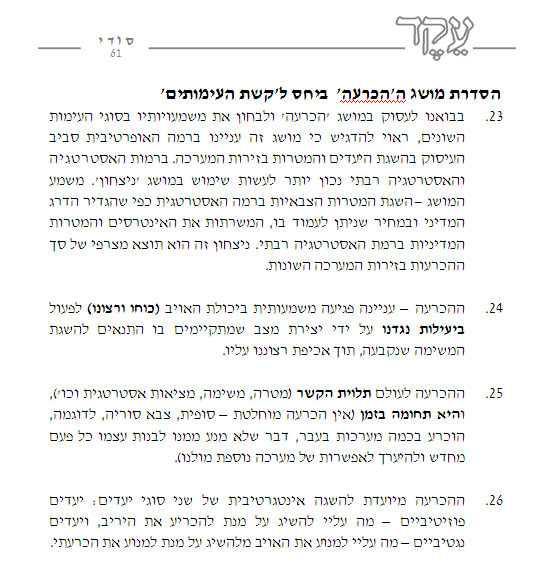 עֵיקֶד
סודי
61
הסדרת מושג ה'הכרעה' ביחס ל'קשת העימותים'
23. בבואנו לעסוק במושג 'הכרעה' ולבחון את משמעויותיו בסוגי העימות
השונים, ראוי להדגיש כי מושג זה עניינו ברמה האופרטיבית סביב
העיסוק בהשגת היעדים והמטרות בזירות המערכה. ברמות האסטרטגיה
והאסטרטגיה רבתי נכון יותר לעשות שימוש במושג 'ניצחון'. משמע
המושג –השגת המטרות הצבאיות ברמה האסטרטגית כפי שהגדיר הדרג
המדיני ובמחיר שניתן לעמוד בו, המשרתות את האינטרסים והמטרות
המדיניות ברמת האסטרטגיה רבתי. ניצחון זה הוא תוצא מצרפי של סך
ההכרעות בזירות המערכה השונות.
24. ההכרעה – עניינה פגיעה משמעותית ביכולת האויב (כוחו ורצונו) לפעול
ביעילות נגדנו על ידי יצירת מצב שמתקיימים בו התנאים להשגת
המשימה שנקבעה, תוך אכיפת רצוננו עליו.
25. ההכרעה לעולם תלוית הקשר (מטרה, משימה, מציאות אסטרטגית וכו'),
והיא תחומה בזמן (אין הכרעה מוחלטת – סופית, צבא סוריה, לדוגמה,
הוכרע בכמה מערכות בעבר, דבר שלא מנע ממנו לבנות עצמו כל פעם
מחדש ולהיערך לאפשרות של מערכה נוספת מולנו).
26. ההכרעה מיועדת להשגה אינטגרטיבית של שני סוגי יעדים: יעדים
פוזיטיביים – מה עליי להשיג על מנת להכריע את היריב, ויעדים
נגטיביים – מה עליי למנוע את האויב מלהשיג על מנת למנוע את הכרעתי.